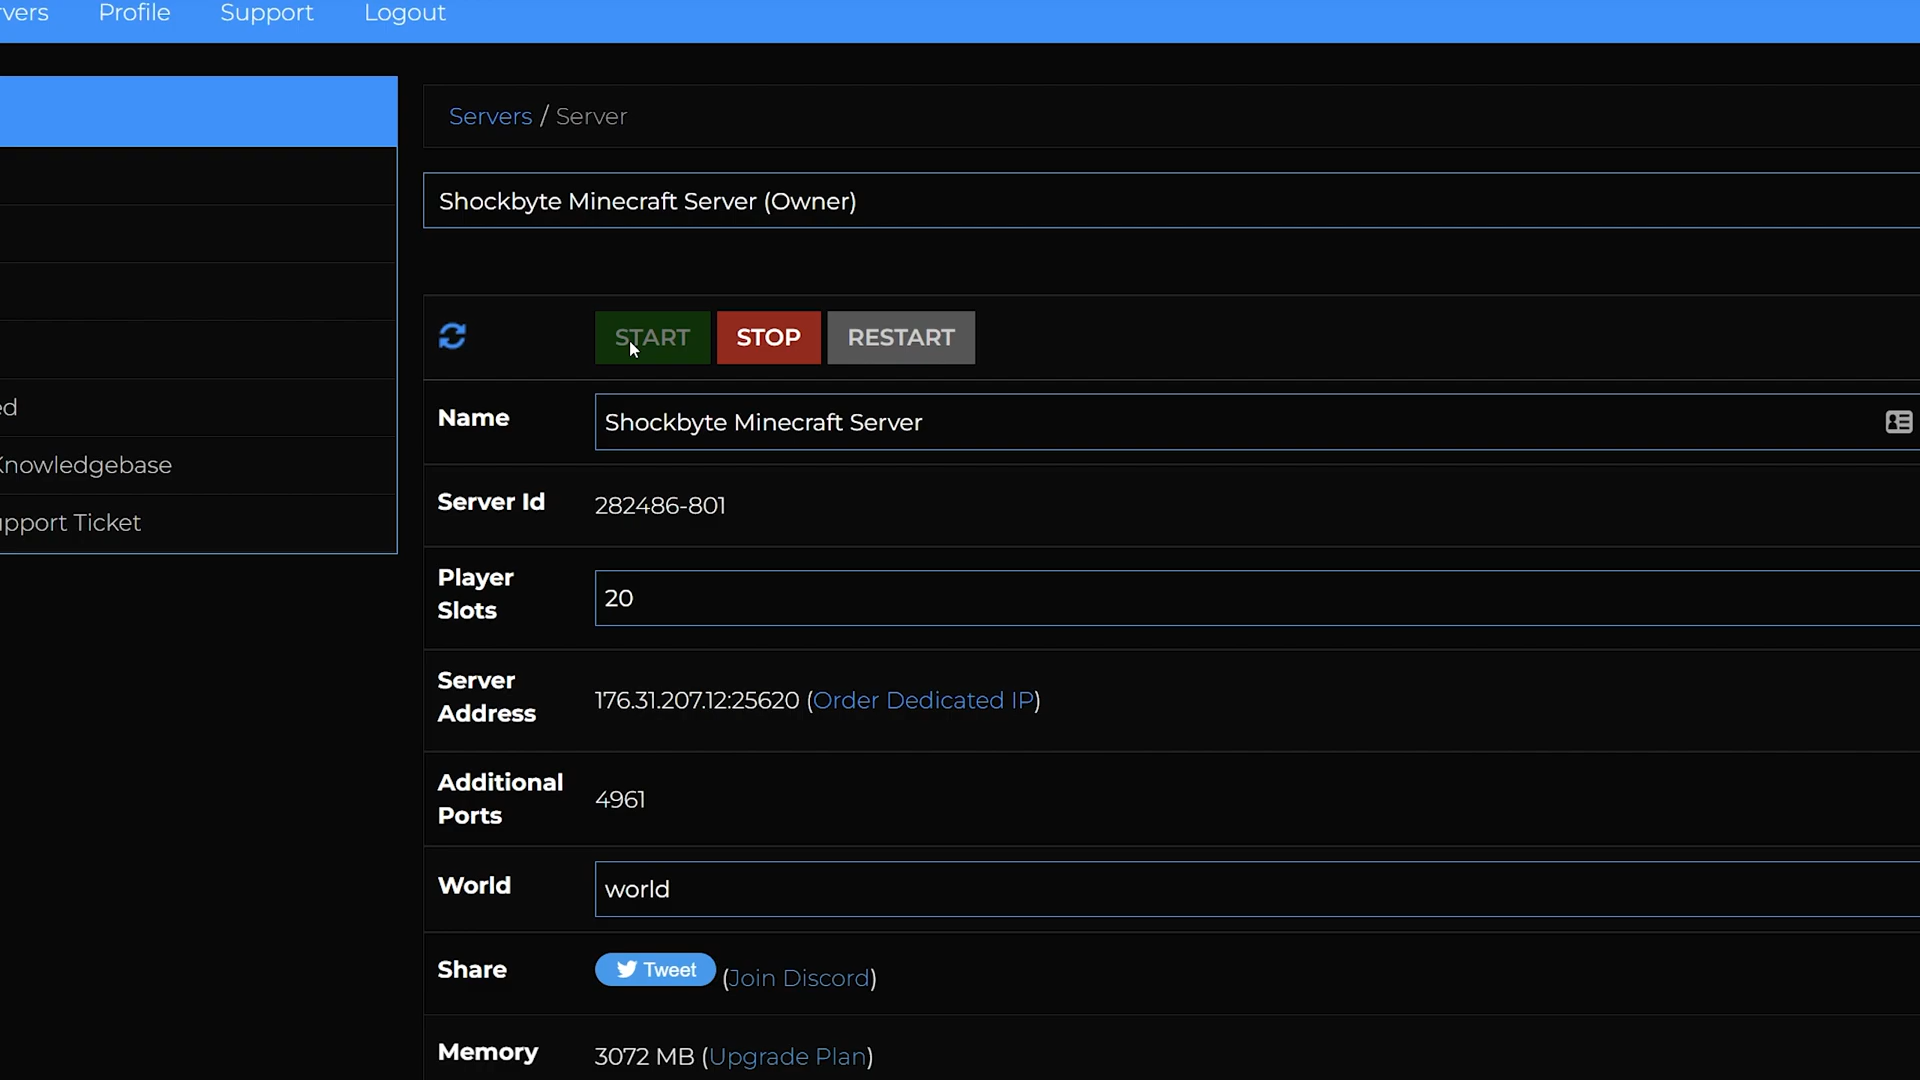 rvers Profile Support Logout
Servers / Server
Shockbyte Minecraft Server (Owner)
START STOP RESTART
ed
Knowledgebase
upport Ticket
Name Shockbyte Minecraft Server
Server Id 282486-801
Player
Slots
20
Server
Address
176.31.207.12:25620 (Order Dedicated IP)
Additional
Ports
4961
World world
Share Tweet (Join Discord)
Memory 3072 MB (Upgrade Plan)